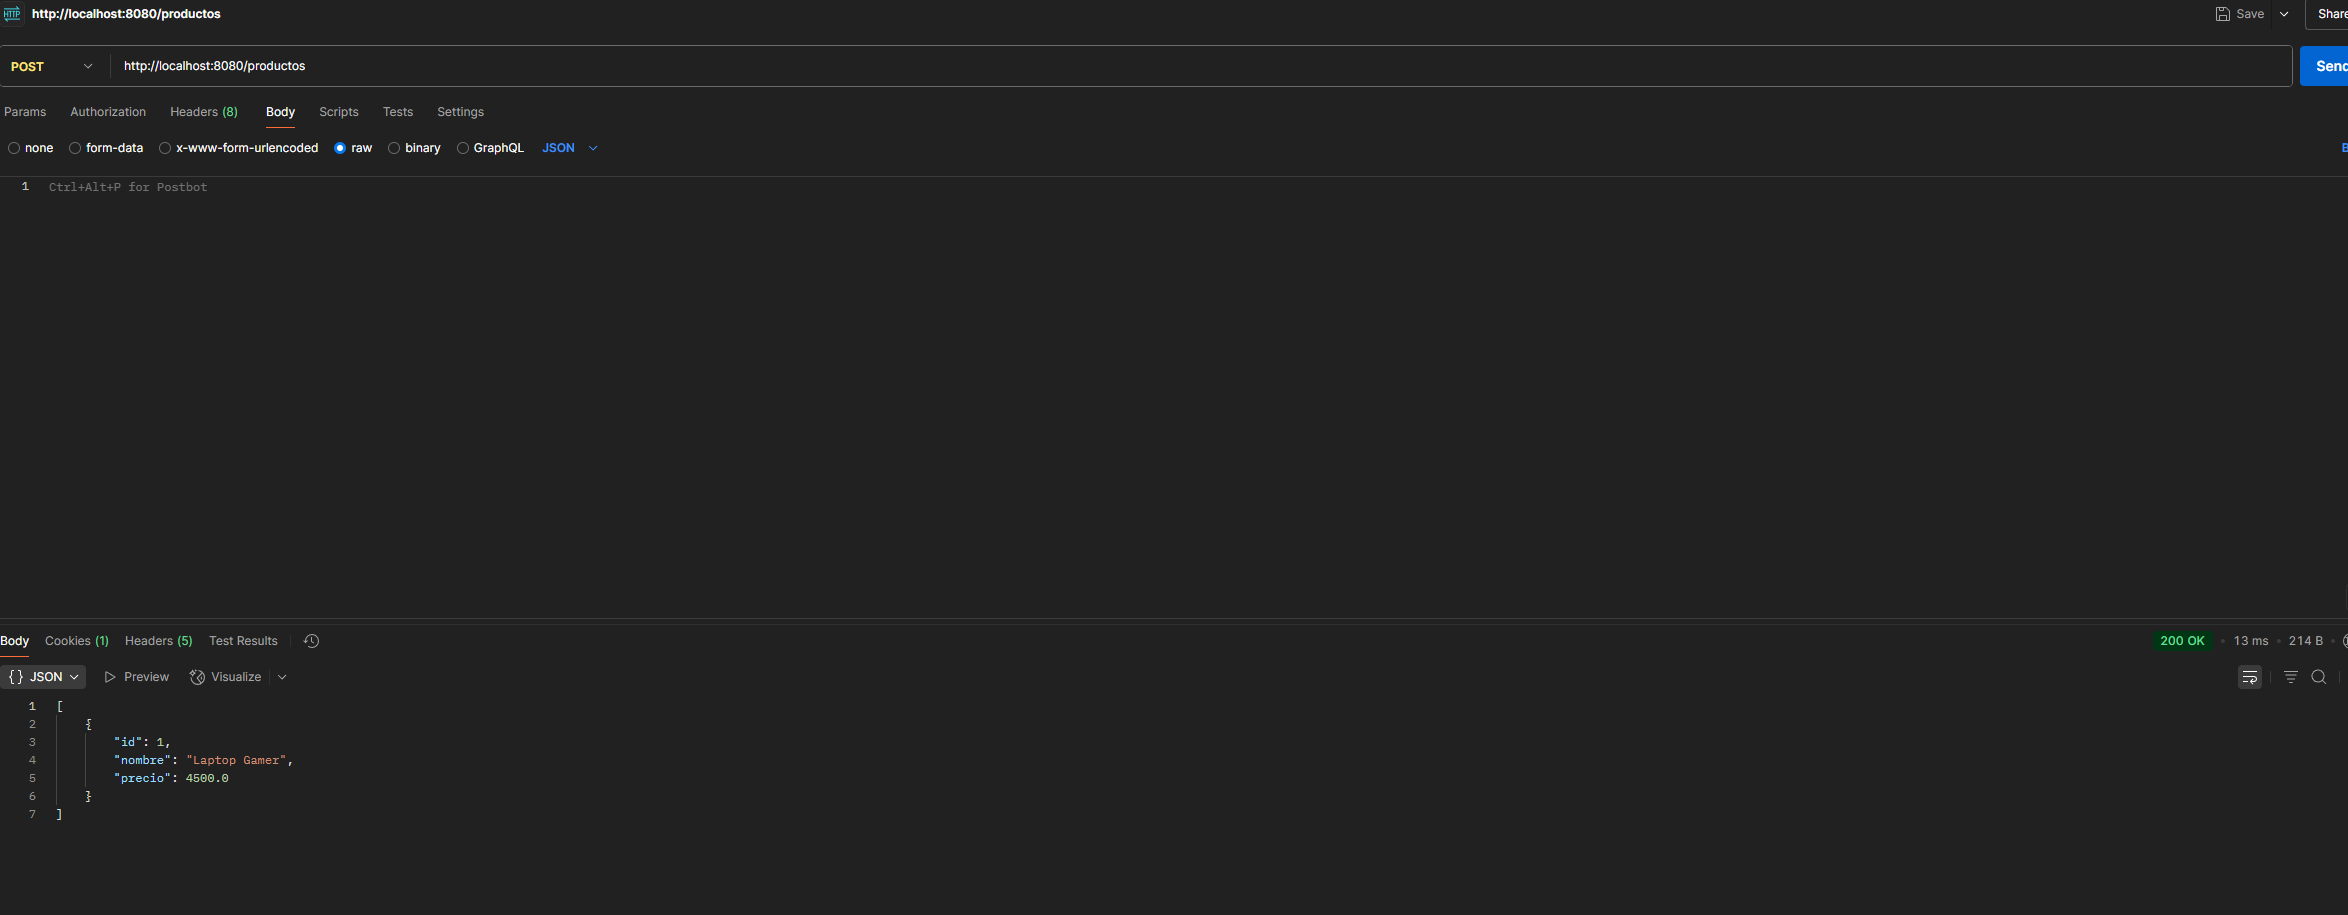 HTTP http://localhost:8080/productos Save Share
POST http://localhost:8080/productos Send
Params Authorization Headers (8) Body Scripts Tests Settings
none form-data x-www-form-urlencoded raw binary GraphQL JSON B
1 Ctrl+Alt+P for Postbot
Body Cookies (1) Headers (5) Test Results 200 OK • 13 ms • 214 B •
{} JSON Preview Visualize
1 [
2 {
3 "id": 1,
4 "nombre": "Laptop Gamer",
5 "precio": 4500.0
6 }
7 ]